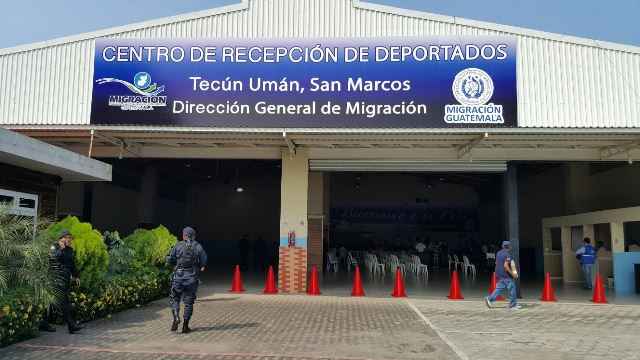 CENTRO DE RECEPCIÓN DE DEPORTADOS
Tecún Umán, San Marcos
Dirección General de Migración
MIGRACIÓN
MIGRACIÓN
GUATEMALA
Bienvenido a tu País